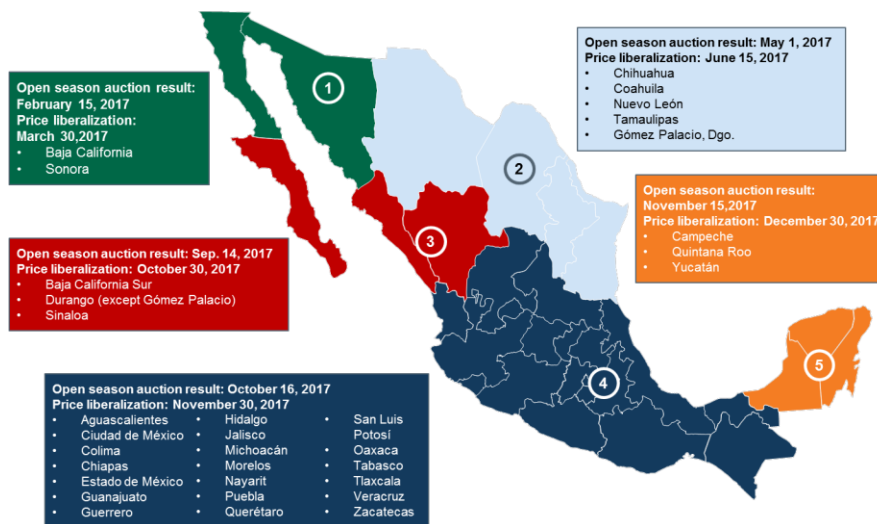 Open season auction result:
February 15, 2017
Price liberalization:
March 30,2017
• Baja California
• Sonora
1
Open season auction result: May 1, 2017
Price liberalization: June 15, 2017
• Chihuahua
• Coahuila
• Nuevo León
• Tamaulipas
• Gómez Palacio, Dgo.
2
Open season auction result: Sep. 14, 2017
Price liberalization: October 30, 2017
• Baja California Sur
• Durango (except Gómez Palacio)
• Sinaloa
3
Open season auction result: October 16, 2017
Price liberalization: November 30, 2017
• Aguascalientes
• Ciudad de México
• Colima
• Chiapas
• Estado de México
• Guanajuato
• Guerrero
• Hidalgo
• Jalisco
• Michoacán
• Morelos
• Nayarit
• Puebla
• Querétaro
• San Luis
Potosí
• Oaxaca
• Tabasco
• Tlaxcala
• Veracruz
• Zacatecas
4
Open season auction result:
November 15,2017
Price liberalization: December 30, 2017
• Campeche
• Quintana Roo
• Yucatán
5